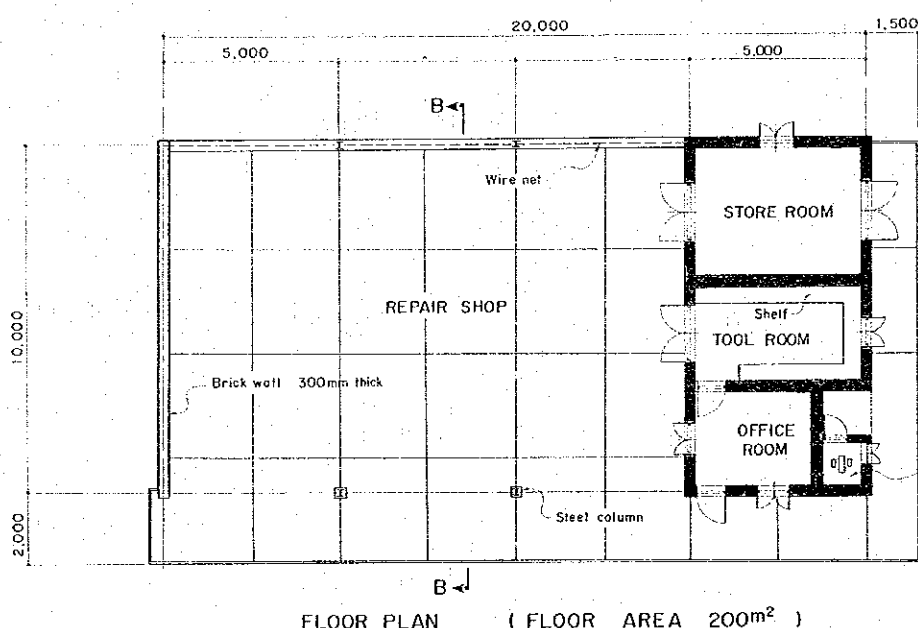 20,000
1,500
5,000
5,000
B
Wire net
STORE ROOM
REPAIR SHOP
Shelf
TOOL ROOM
10,000
Brick wall 300mm thick
OFFICE
ROOM
Steel column
2,000
B
FLOOR PLAN ( FLOOR AREA 200m² )